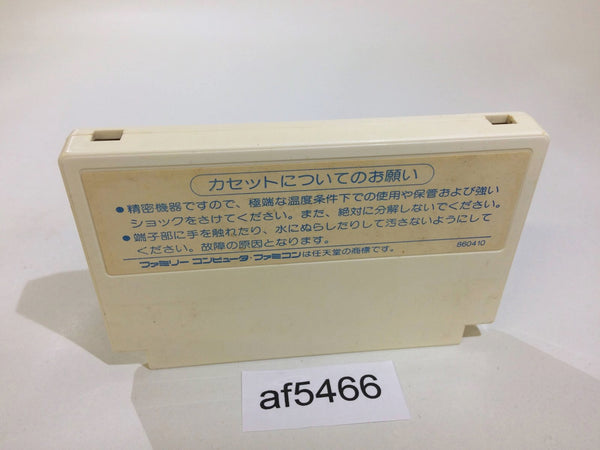 カセットについてのお願い
●精密機器ですので、極端な温度条件下での使用や保管および強い
ショックをさけてください。また、絶対に分解しないでください。
●端子部に手を触れたり、水にぬらしたりして汚さないようにして
ください。故障の原因となります。
860410
ファミリー コンピュータ・ファミコンは任天堂の商標です。
af5466